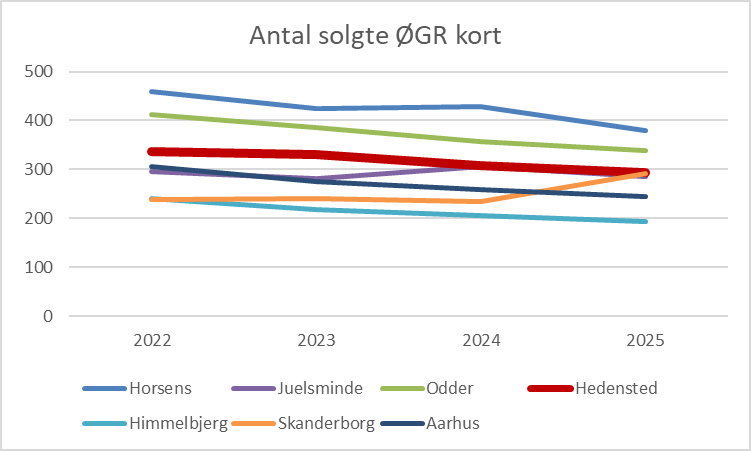 Antal solgte ØGR kort
500
400
300
200
100
0
2022 2023 2024 2025
Horsens Juelsminde Odder Hedensted
Himmelbjerg Skanderborg Aarhus